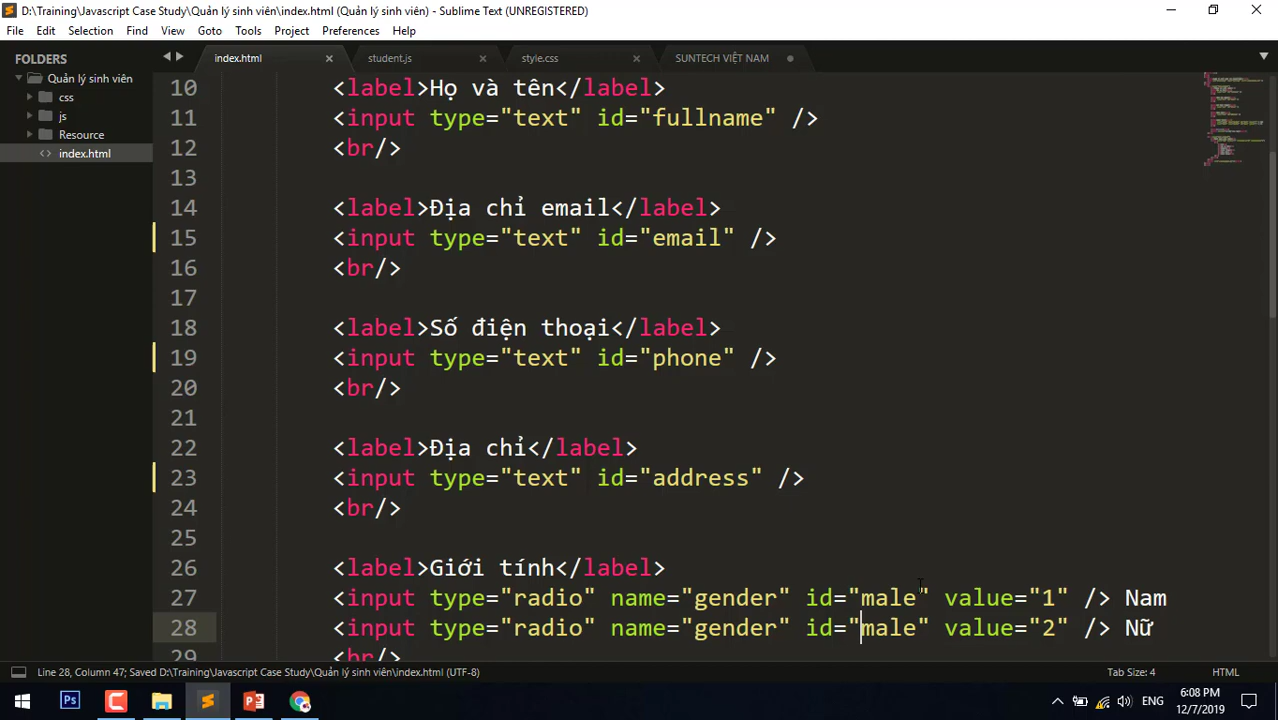 D:\Training\Javascript Case Study\Quản lý sinh viên\index.html (Quản lý sinh viên) - Sublime Text (UNREGISTERED)
File Edit Selection Find View Goto Tools Project Preferences Help
FOLDERS
Quản lý sinh viên
css
js
Resource
index.html
index.html student.js style.css SUNTECH VIỆT NAM
10 <label>Họ và tên</label>
11 <input type="text" id="fullname" />
12 <br/>
13
14 <label>Địa chỉ email</label>
15 <input type="text" id="email" />
16 <br/>
17
18 <label>Số điện thoại</label>
19 <input type="text" id="phone" />
20 <br/>
21
22 <label>Địa chỉ</label>
23 <input type="text" id="address" />
24 <br/>
25
26 <label>Giới tính</label>
27 <input type="radio" name="gender" id="male" value="1" /> Nam
28 <input type="radio" name="gender" id="male" value="2" /> Nữ
29 <br/>
Line 28, Column 47; Saved D:\Training\Javascript Case Study\Quản lý sinh viên\index.html (UTF-8) Tab Size: 4 HTML
Ps
ENG
6:08 PM
12/7/2019